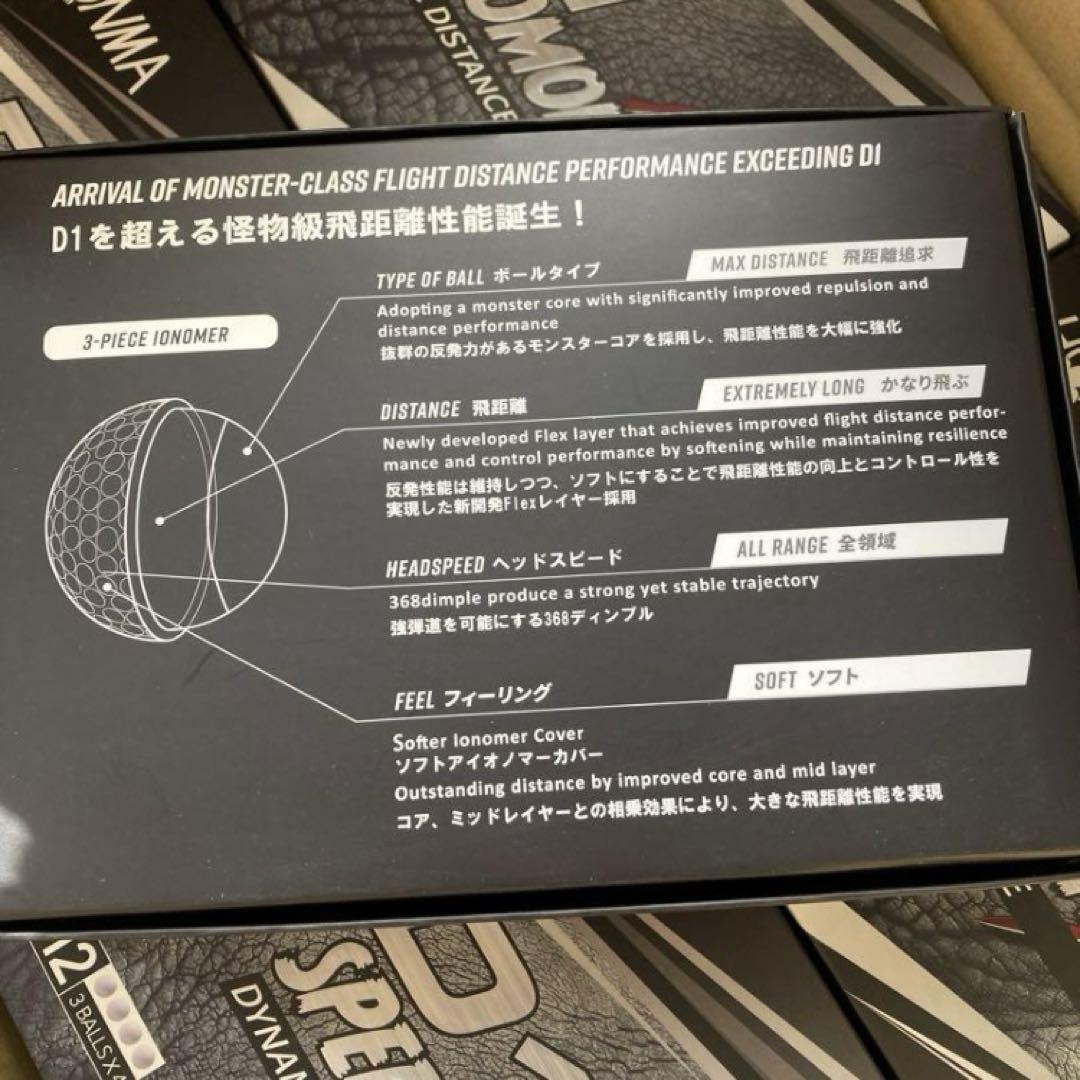 DISTANCE
ARRIVAL OF MONSTER-CLASS FLIGHT DISTANCE PERFORMANCE EXCEEDING D1
D1を超える怪物級飛距離性能誕生！
3-PIECE IONOMER
TYPE OF BALL ボールタイプ
MAX DISTANCE 飛距離追求
Adopting a monster core with significantly improved repulsion and
distance performance
抜群の反発力があるモンスターコアを採用し、飛距離性能を大幅に強化
DISTANCE 飛距離
EXTREMELY LONG かなり飛ぶ
Newly developed Flex layer that achieves improved flight distance perfor-
mance and control performance by softening while maintaining resilience
反発性能は維持しつつ、ソフトにすることで飛距離性能の向上とコントロール性を
実現した新開発Flexレイヤー採用
HEADSPEED ヘッドスピード
ALL RANGE 全領域
368dimple produce a strong yet stable trajectory
強弾道を可能にする368ディンプル
FEEL フィーリング
SOFT ソフト
Softer Ionomer Cover
ソフトアイオノマーカバー
Outstanding distance by improved core and mid layer
コア、ミッドレイヤーとの相乗効果により、大きな飛距離性能を実現
12
3 BALLS X